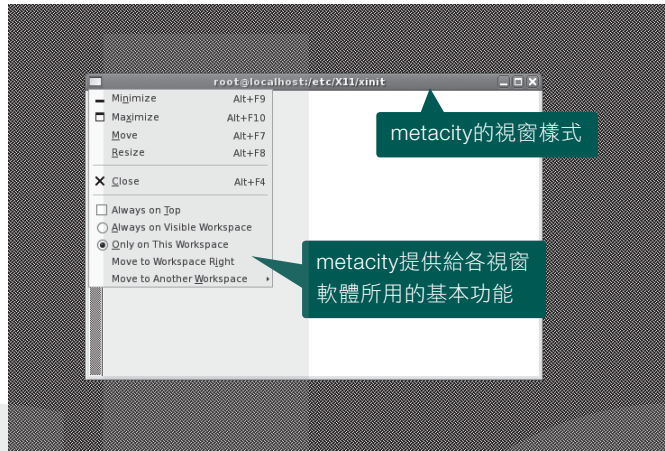 root@localhost:/etc/X11/xinit
Minimize Alt+F9
Maximize Alt+F10
Move Alt+F7
Resize Alt+F8
Close Alt+F4
Always on Top
Always on Visible Workspace
Only on This Workspace
Move to Workspace Right
Move to Another Workspace
metacity的視窗樣式
metacity提供給各視窗
軟體所用的基本功能